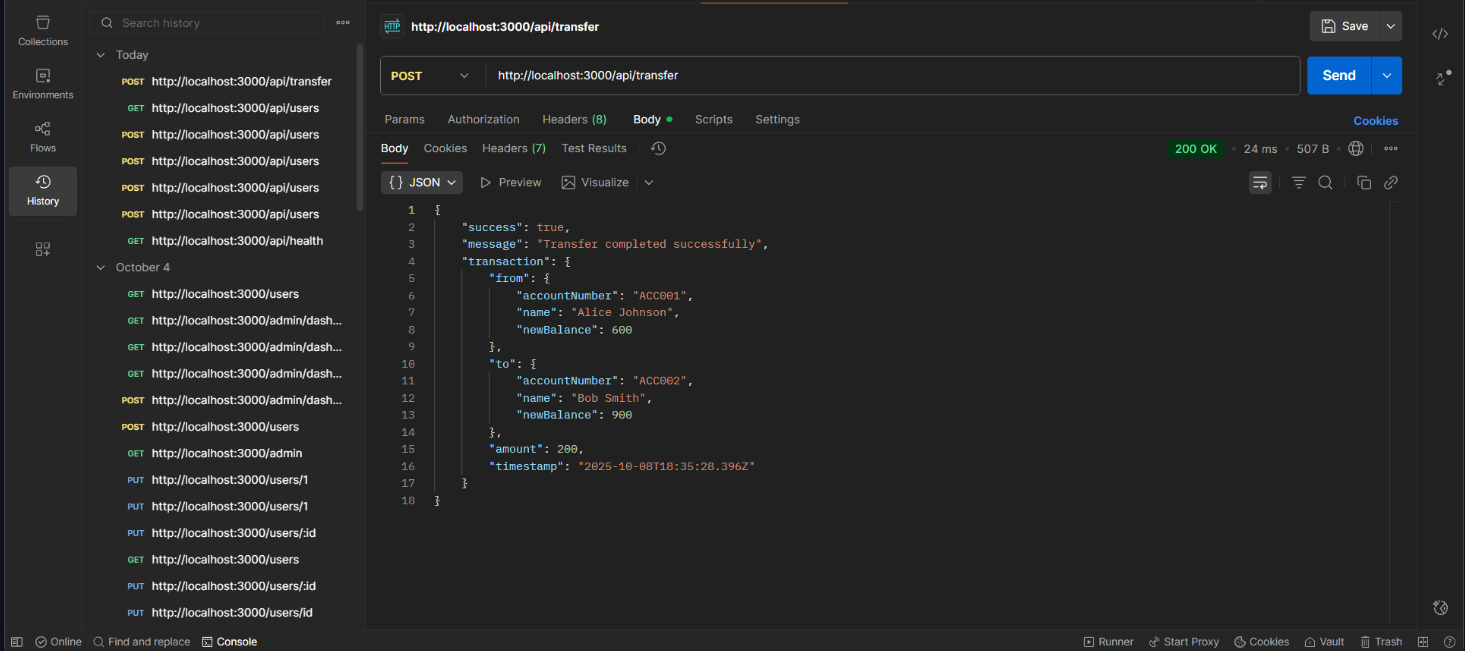 Collections
Environments
Flows
History
Search history
Today
POST http://localhost:3000/api/transfer
GET http://localhost:3000/api/users
POST http://localhost:3000/api/users
POST http://localhost:3000/api/users
POST http://localhost:3000/api/users
POST http://localhost:3000/api/users
GET http://localhost:3000/api/health
October 4
GET http://localhost:3000/users
GET http://localhost:3000/admin/dash...
GET http://localhost:3000/admin/dash...
GET http://localhost:3000/admin/dash...
POST http://localhost:3000/admin/dash...
POST http://localhost:3000/users
GET http://localhost:3000/admin
PUT http://localhost:3000/users/1
PUT http://localhost:3000/users/1
PUT http://localhost:3000/users/:id
GET http://localhost:3000/users
PUT http://localhost:3000/users/:id
PUT http://localhost:3000/users/id
HTTP http://localhost:3000/api/transfer
Save
POST http://localhost:3000/api/transfer
Send
Params Authorization Headers (8) Body Scripts Settings
Cookies
Body Cookies Headers (7) Test Results
200 OK • 24 ms • 507 B
{} JSON Preview Visualize
1 {
2 "success": true,
3 "message": "Transfer completed successfully",
4 "transaction": {
5 "from": {
6 "accountNumber": "ACC001",
7 "name": "Alice Johnson",
8 "newBalance": 600
9 },
10 "to": {
11 "accountNumber": "ACC002",
12 "name": "Bob Smith",
13 "newBalance": 900
14 },
15 "amount": 200,
16 "timestamp": "2025-10-08T18:35:28.396Z"
17 }
18 }
Online Find and replace Console
Runner Start Proxy Cookies Vault Trash